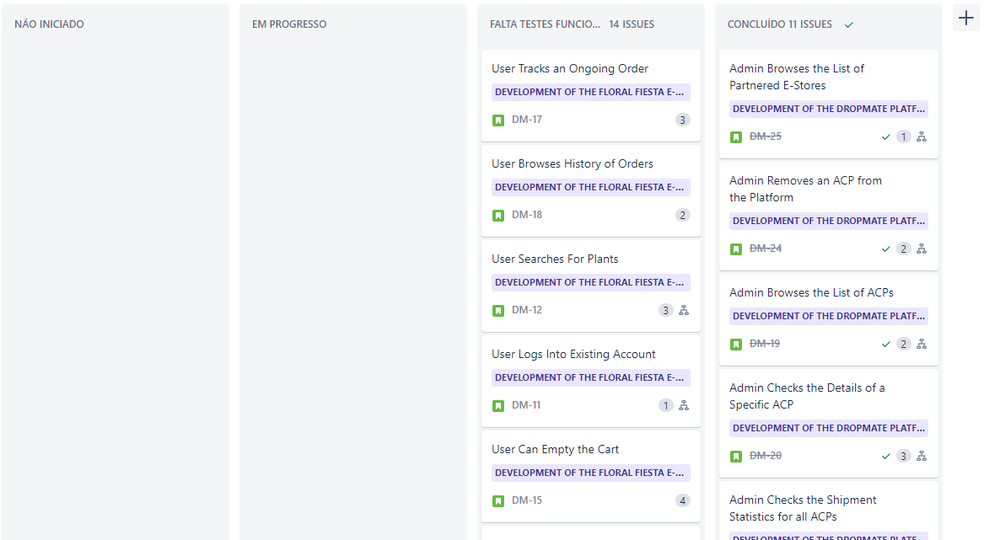 NÃO INICIADO
EM PROGRESSO
FALTA TESTES FUNCIO... 14 ISSUES
User Tracks an Ongoing Order
DEVELOPMENT OF THE FLORAL FIESTA E-...
DM-17 3
User Browses History of Orders
DEVELOPMENT OF THE FLORAL FIESTA E-...
DM-18 2
User Searches For Plants
DEVELOPMENT OF THE FLORAL FIESTA E-...
DM-12 3
User Logs Into Existing Account
DEVELOPMENT OF THE FLORAL FIESTA E-...
DM-11 1
User Can Empty the Cart
DEVELOPMENT OF THE FLORAL FIESTA E-...
DM-15 4
CONCLUÍDO 11 ISSUES
Admin Browses the List of
Partnered E-Stores
DEVELOPMENT OF THE DROPMATE PLATF...
DM-25 1
Admin Removes an ACP from
the Platform
DEVELOPMENT OF THE DROPMATE PLATF...
DM-24 2
Admin Browses the List of ACPs
DEVELOPMENT OF THE DROPMATE PLATF...
DM-19 2
Admin Checks the Details of a
Specific ACP
DEVELOPMENT OF THE DROPMATE PLATF...
DM-20 3
Admin Checks the Shipment
Statistics for all ACPs
DEVELOPMENT OF THE DROPMATE PLATF...